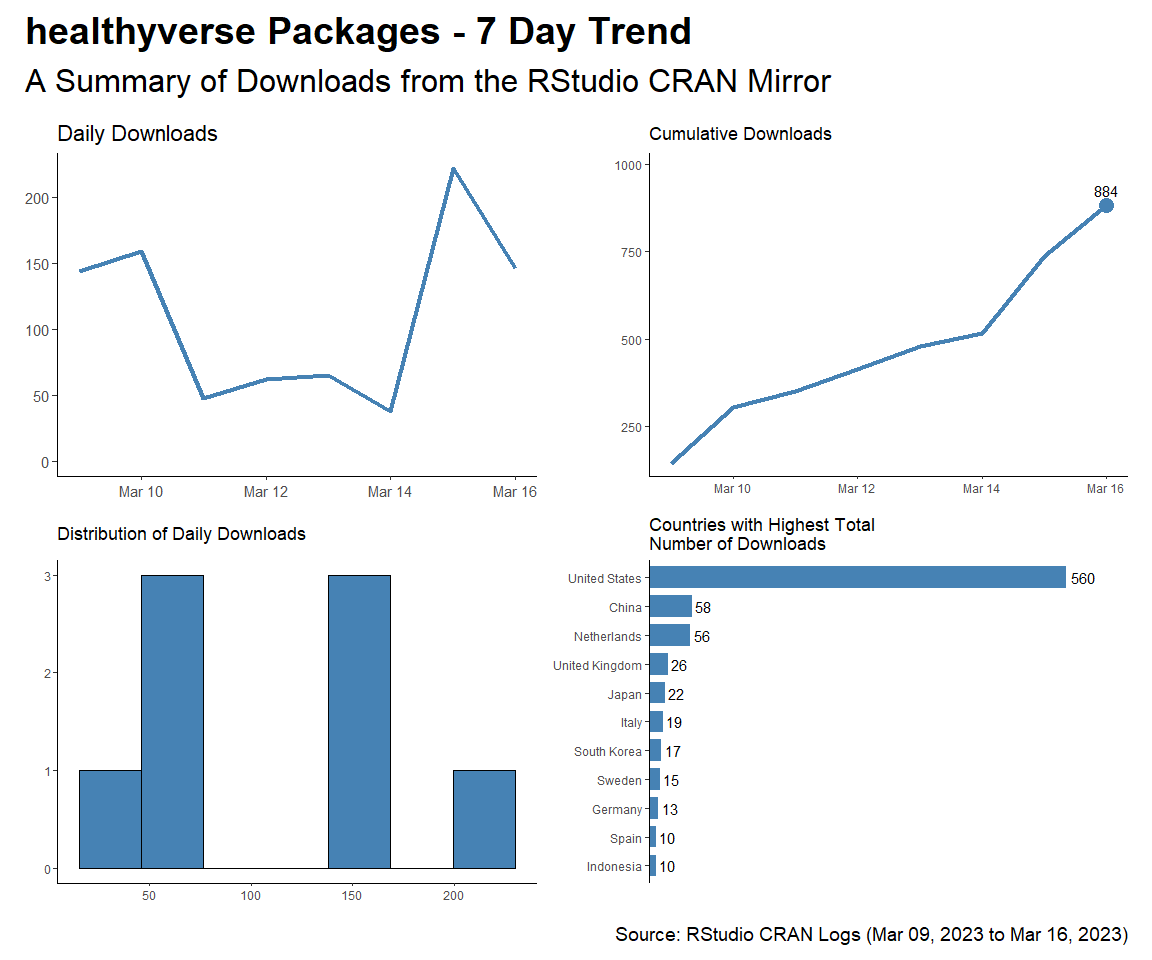 healthyverse Packages - 7 Day Trend
A Summary of Downloads from the RStudio CRAN Mirror
Daily Downloads
200
150
100
50
0
Mar 10 Mar 12 Mar 14 Mar 16
Cumulative Downloads
1000
750
500
250
884
Mar 10 Mar 12 Mar 14 Mar 16
Distribution of Daily Downloads
3
2
1
0
50 100 150 200
Countries with Highest Total
Number of Downloads
United States 560
China 58
Netherlands 56
United Kingdom 26
Japan 22
Italy 19
South Korea 17
Sweden 15
Germany 13
Spain 10
Indonesia 10
Source: RStudio CRAN Logs (Mar 09, 2023 to Mar 16, 2023)